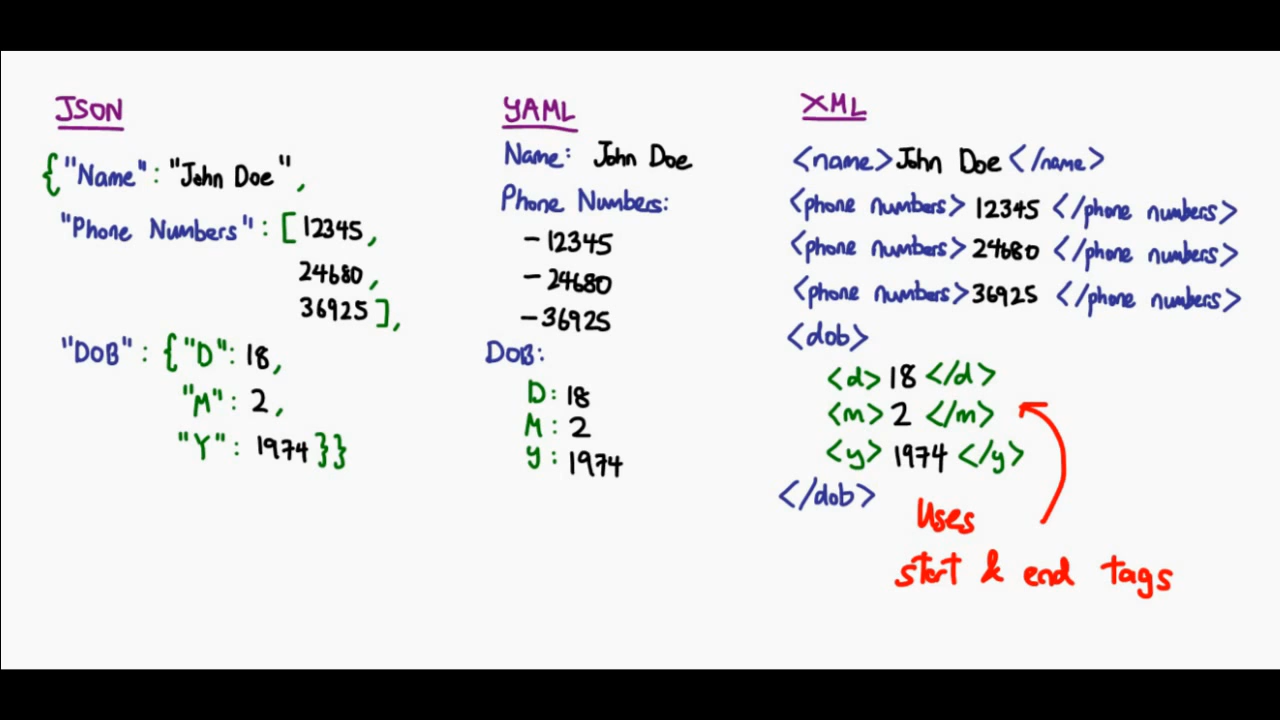 JSON
{"Name": "John Doe",
"Phone Numbers": [12345,
24680,
36925],
"DOB": {"D": 18,
"M": 2,
"Y": 1974}}
YAML
Name: John Doe
Phone Numbers:
- 12345
- 24680
- 36925
DOB:
D: 18
M: 2
y: 1974
XML
<name>John Doe</name>
<phone numbers>12345</phone numbers>
<phone numbers>24680</phone numbers>
<phone numbers>36925</phone numbers>
<dob>
<d>18</d>
<m>2</m>
<y>1974</y>
</dob>
Uses
start & end tags